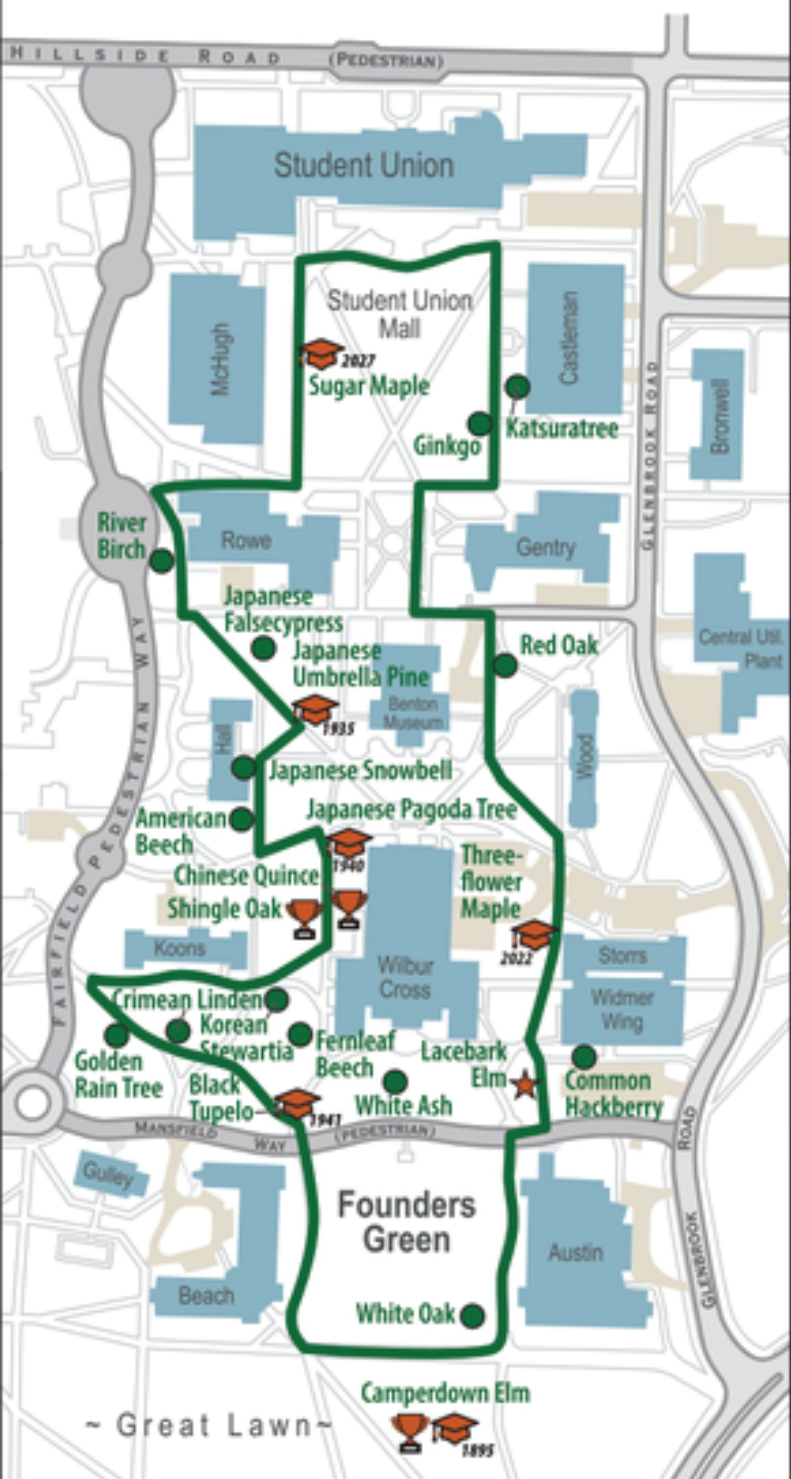 HILLSIDE ROAD (PEDESTRIAN)
Student Union
Student Union
Mall
McHugh
Castleman
2027
Sugar Maple
Katsuratree
Ginkgo
Bronwell
GLENBROOK ROAD
River
Birch
Rowe
Gentry
Japanese
Falsecypress
Japanese
Umbrella Pine
Red Oak
Central Util.
Plant
Benton
Museum
1935
Hall
Wood
Japanese Snowbell
FAIRFIELD PEDESTRIAN WAY
American
Beech
Japanese Pagoda Tree
1940
Three-
flower
Maple
Chinese Quince
Shingle Oak
2022
Koons
Wilbur
Cross
Storrs
Widmer
Wing
Crimean Linden
Korean
Stewartia
Fernleaf
Beech
Golden
Rain Tree
Lacebark
Elm
Common
Hackberry
Black
Tupelo
1941
White Ash
MANSFIELD WAY (PEDESTRIAN)
GLENBROOK ROAD
Gulley
Founders
Green
Austin
Beach
White Oak
Camperdown Elm
~ Great Lawn~
1895